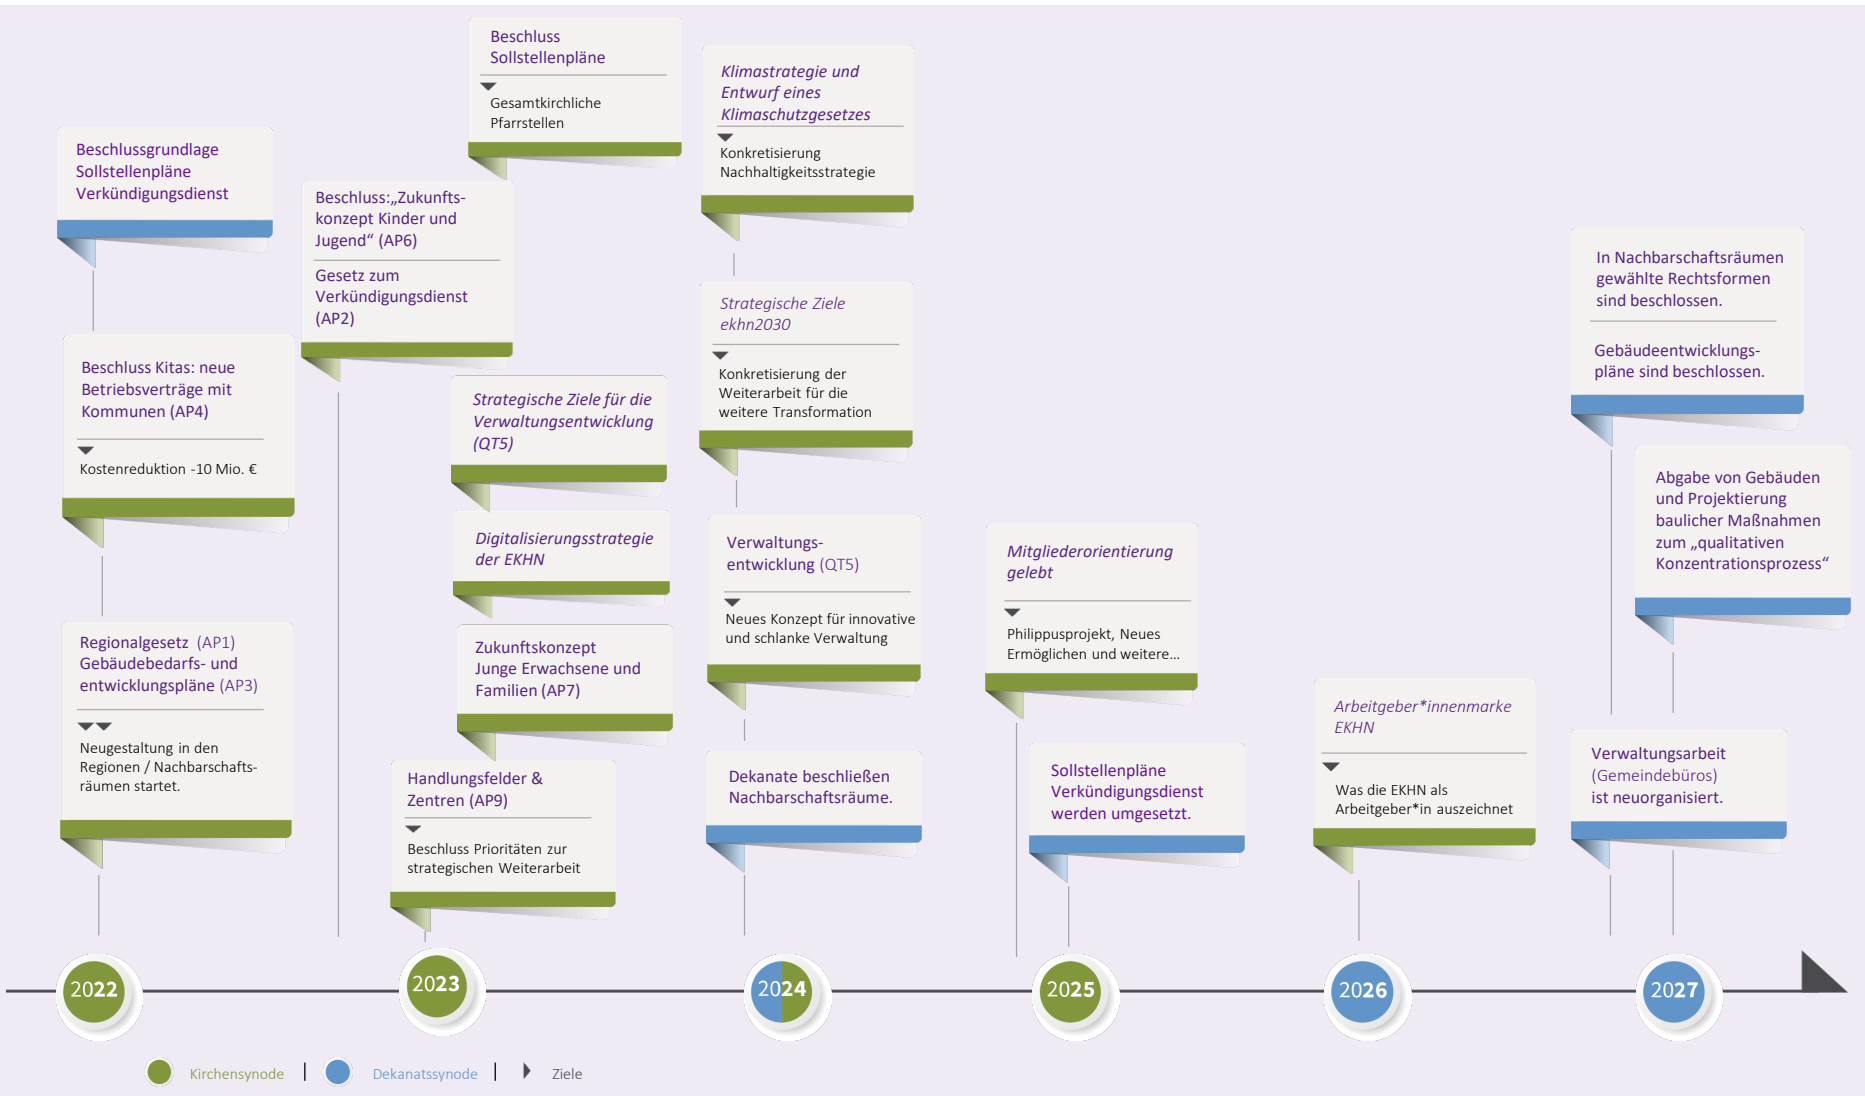 Beschlussgrundlage
Sollstellenpläne
Verkündigungsdienst
Beschluss Kitas: neue
Betriebsverträge mit
Kommunen (AP4)
Kostenreduktion -10 Mio. €
Regionalgesetz (AP1)
Gebäudebedarfs- und
entwicklungspläne (AP3)
Neugestaltung in den
Regionen / Nachbarschafts-
räumen startet.
Beschluss:„Zukunfts-
konzept Kinder und
Jugend“ (AP6)
Gesetz zum
Verkündigungsdienst
(AP2)
Beschluss
Sollstellenpläne
Gesamtkirchliche
Pfarrstellen
Strategische Ziele für die
Verwaltungsentwicklung
(QT5)
Digitalisierungsstrategie
der EKHN
Zukunftskonzept
Junge Erwachsene und
Familien (AP7)
Handlungsfelder &
Zentren (AP9)
Beschluss Prioritäten zur
strategischen Weiterarbeit
Klimastrategie und
Entwurf eines
Klimaschutzgesetzes
Konkretisierung
Nachhaltigkeitsstrategie
Strategische Ziele
ekhn2030
Konkretisierung der
Weiterarbeit für die
weitere Transformation
Verwaltungs-
entwicklung (QT5)
Neues Konzept für innovative
und schlanke Verwaltung
Dekanate beschließen
Nachbarschaftsräume.
Mitgliederorientierung
gelebt
Philippusprojekt, Neues
Ermöglichen und weitere…
Sollstellenpläne
Verkündigungsdienst
werden umgesetzt.
Arbeitgeber*innenmarke
EKHN
Was die EKHN als
Arbeitgeber*in auszeichnet
In Nachbarschaftsräumen
gewählte Rechtsformen
sind beschlossen.
Gebäudeentwicklungs-
pläne sind beschlossen.
Abgabe von Gebäuden
und Projektierung
baulicher Maßnahmen
zum „qualitativen
Konzentrationsprozess“
Verwaltungsarbeit
(Gemeindebüros)
ist neuorganisiert.
2022
2023
2024
2025
2026
2027
Kirchensynode
Dekanatssynode
Ziele